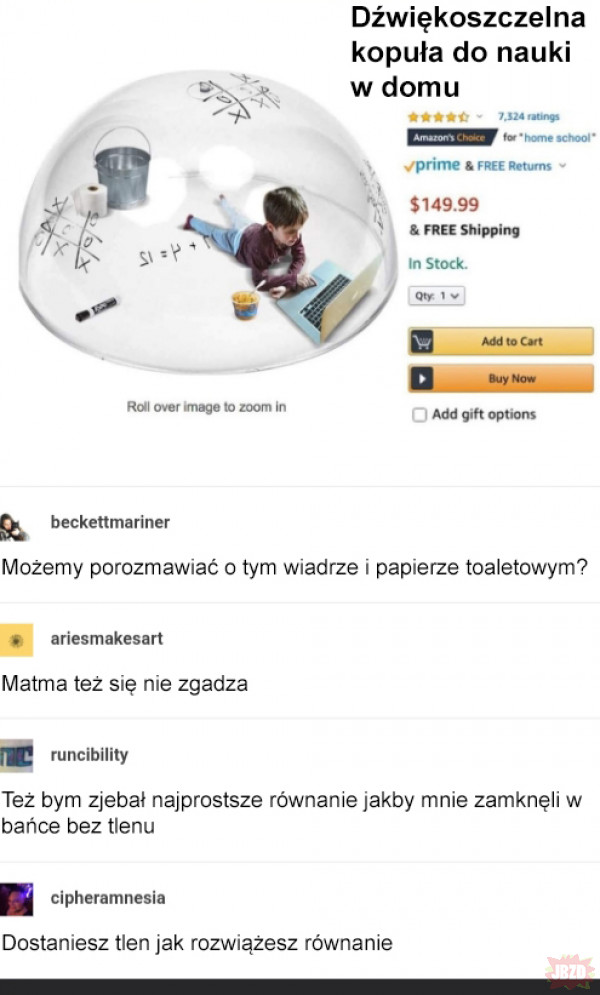 Dźwiękoszczelna
kopuła do nauki
w domu
7,324 ratings
Amazon's Choice for "home school"
prime & FREE Returns
$149.99
& FREE Shipping
In Stock.
Qty: 1
Add to Cart
Buy Now
Add gift options
Roll over image to zoom in
beckettmariner
Możemy porozmawiać o tym wiadrze i papierze toaletowym?
ariesmakesart
Matma też się nie zgadza
runcibility
Też bym zjebał najprostsze równanie jakby mnie zamknęli w
bańce bez tlenu
cipheramnesia
Dostaniesz tlen jak rozwiążesz równanie
JBZD